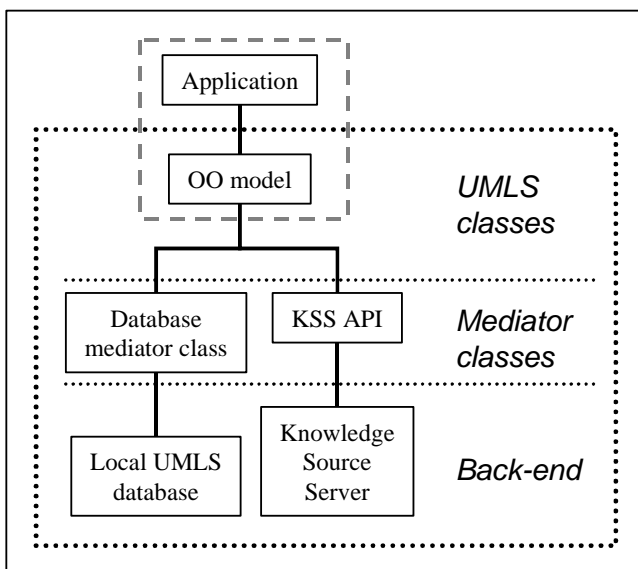 Application
OO model
UMLS
classes
Database
mediator class
KSS API
Mediator
classes
Local UMLS
database
Knowledge
Source
Server
Back-end